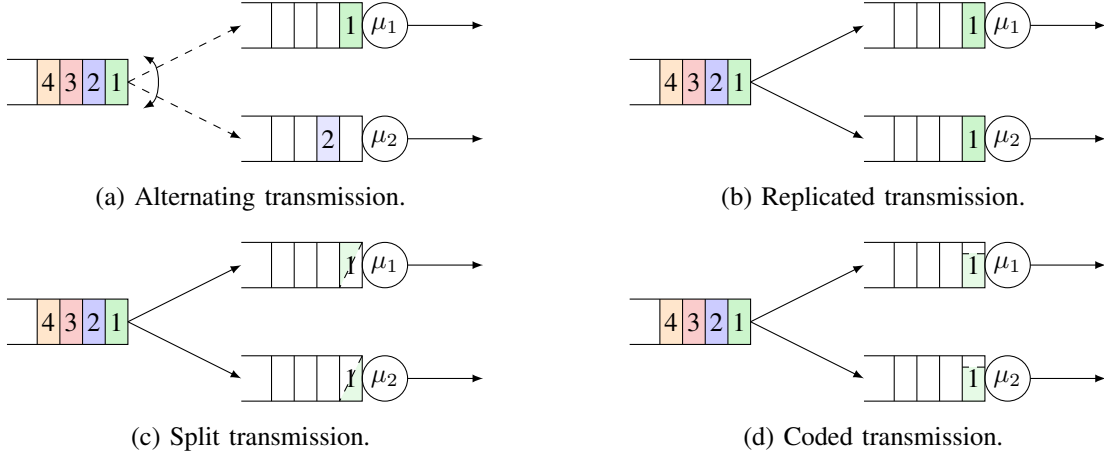 1 μ1
4 3 2 1
2 μ2
(a) Alternating transmission.
1 μ1
4 3 2 1
1 μ2
(b) Replicated transmission.
1 μ1
4 3 2 1
1 μ2
(c) Split transmission.
1 μ1
4 3 2 1
1 μ2
(d) Coded transmission.